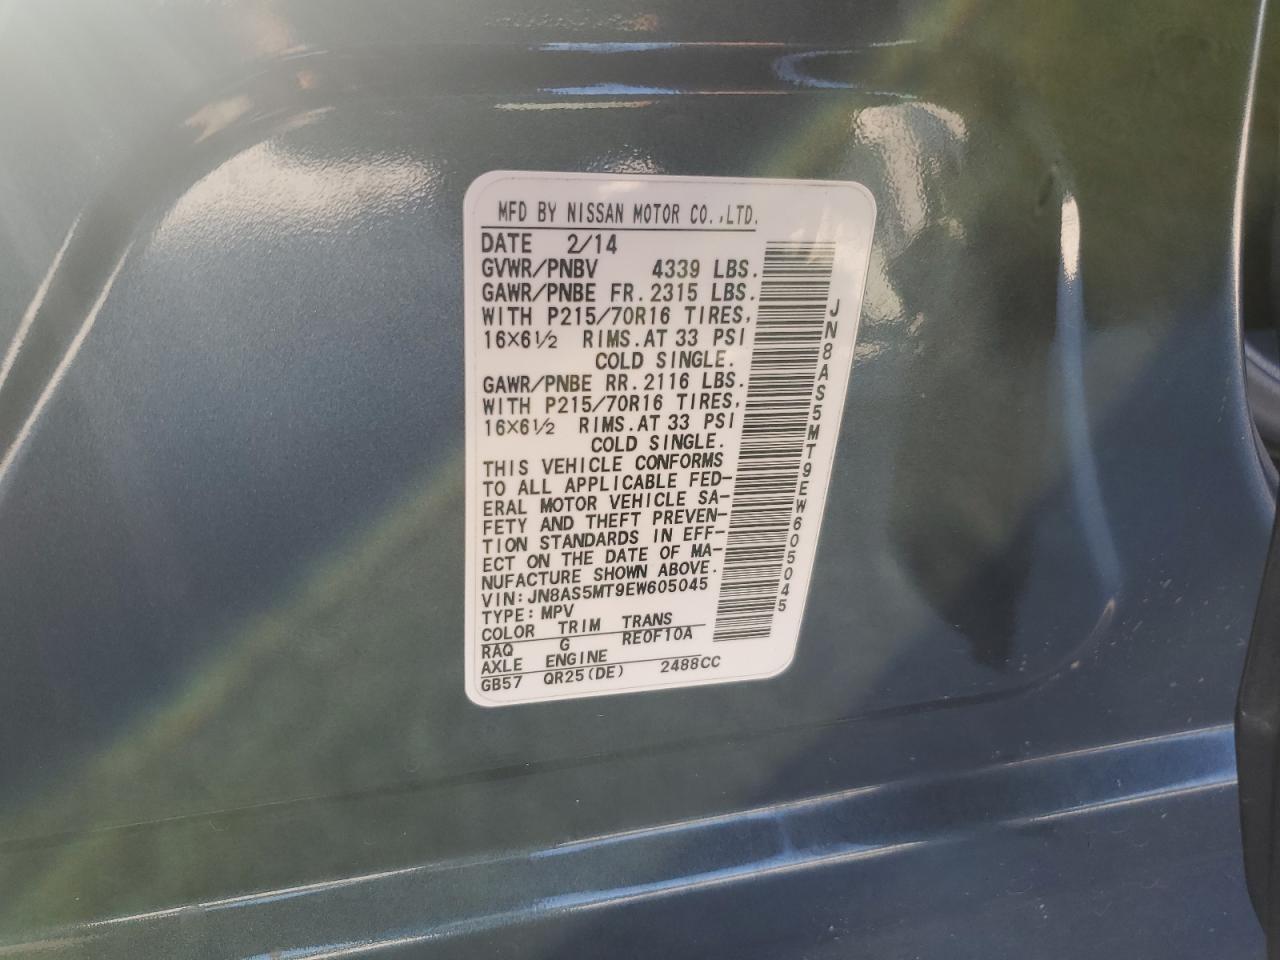 MFD BY NISSAN MOTOR CO.,LTD.
DATE 2/14
GVWR/PNBV 4339 LBS.
GAWR/PNBE FR.2315 LBS.
WITH P215/70R16 TIRES,
16×6½ RIMS.AT 33 PSI
COLD SINGLE.
GAWR/PNBE RR.2116 LBS.
WITH P215/70R16 TIRES,
16×6½ RIMS.AT 33 PSI
COLD SINGLE.
THIS VEHICLE CONFORMS
TO ALL APPLICABLE FED-
ERAL MOTOR VEHICLE SA-
FETY AND THEFT PREVEN-
TION STANDARDS IN EFF-
ECT ON THE DATE OF MA-
NUFACTURE SHOWN ABOVE.
VIN:JN8AS5MT9EW605045
TYPE:MPV
COLOR TRIM TRANS
RAQ G RE0F10A
AXLE ENGINE
GB57 QR25(DE) 2488CC
JN8AS5MT9EW605045